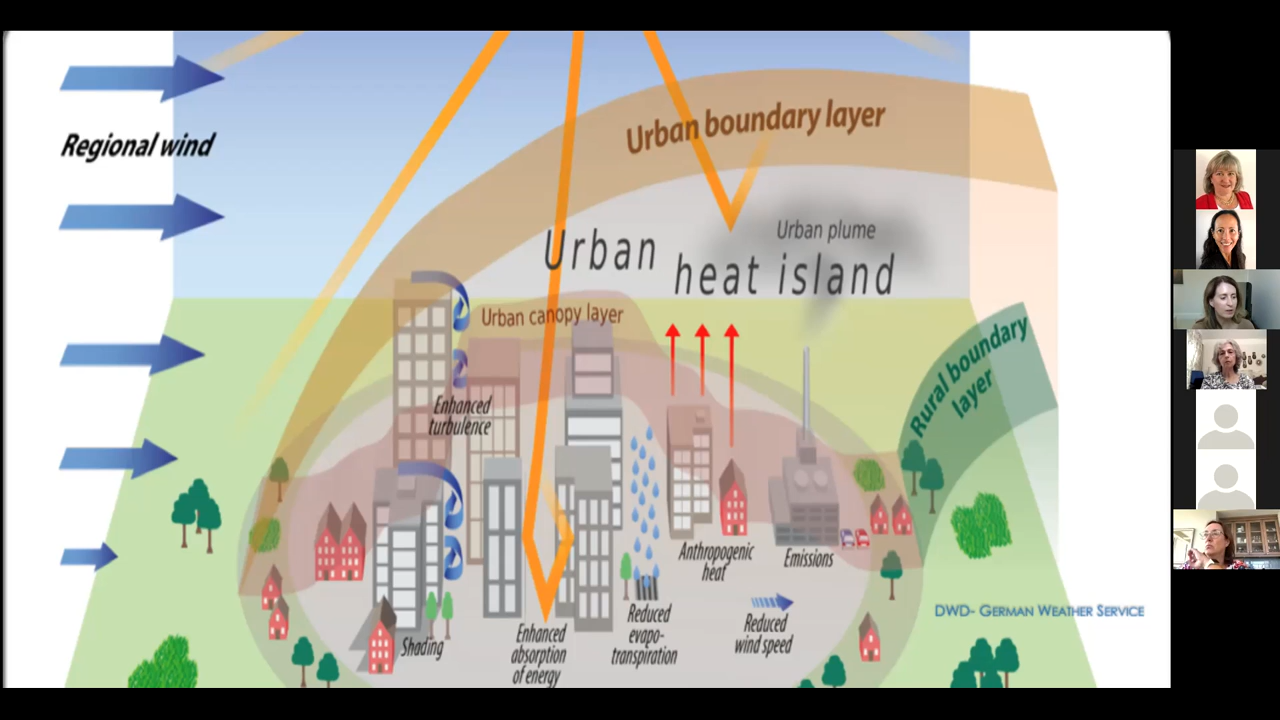 Regional wind
Urban boundary layer
Urban plume
Urban
heat island
Urban canopy layer
Rural boundary
layer
Enhanced
turbulence
Anthropogenic
heat
Emissions
Shading
Enhanced
absorption
of energy
Reduced
evapo-
transpiration
Reduced
wind speed
DWD- German Weather Service